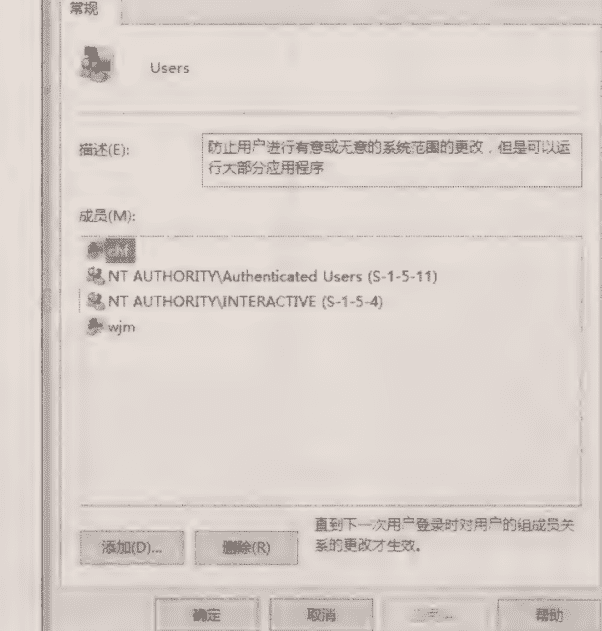 常规
Users
描述(E):
防止用户进行有意或无意的系统范围的更改，但是可以运
行大部分应用程序
成员(M):
NT AUTHORITY\Authenticated Users (S-1-5-11)
NT AUTHORITY\INTERACTIVE (S-1-5-4)
wjm
添加(D)...
删除(R)
直到下一次用户登录时对用户的组成员关
系的更改才生效。
确定
取消
帮助